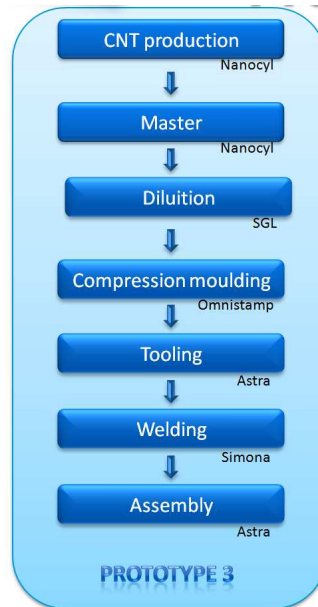 CNT production
Nanocyl
Master
Nanocyl
Diluition
SGL
Compression moulding
Omnistamp
Tooling
Astra
Welding
Simona
Assembly
Astra
PROTOTYPE 3